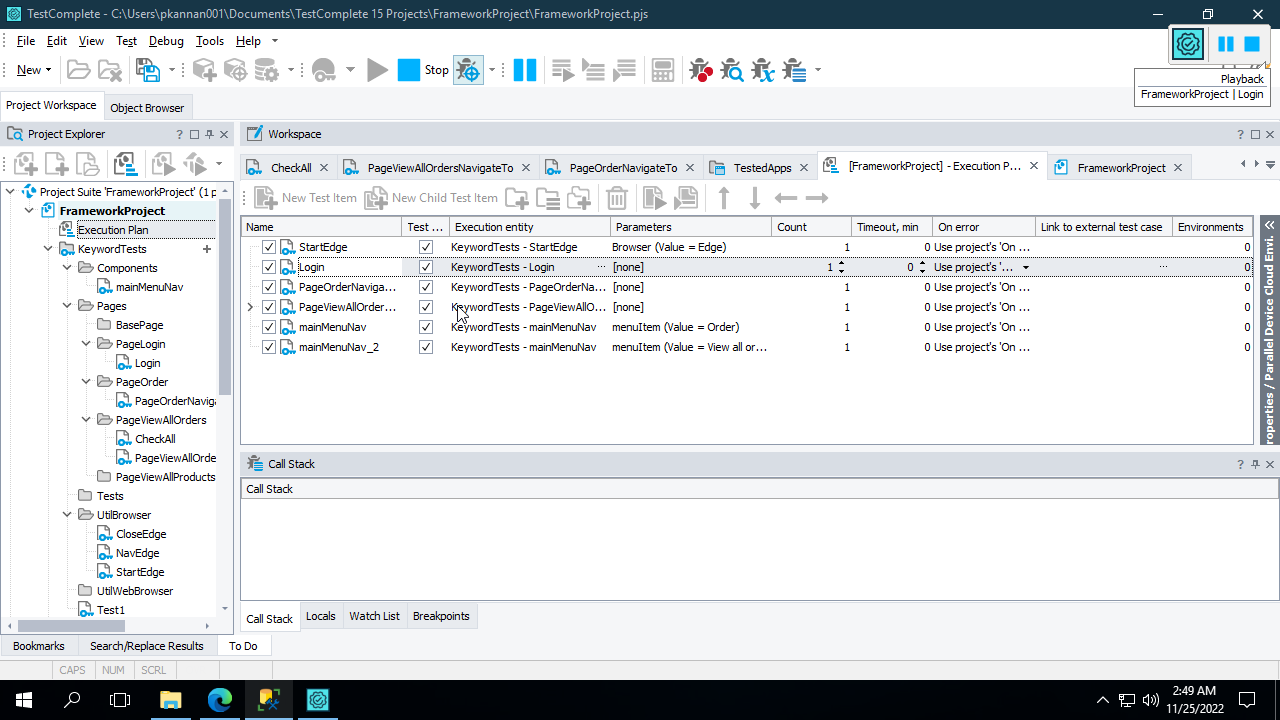 TestComplete - C:\Users\pkannan001\Documents\TestComplete 15 Projects\FrameworkProject\FrameworkProject.pjs
File Edit View Test Debug Tools Help
New Stop
Playback
FrameworkProject | Login
Project Workspace Object Browser
Project Explorer
Workspace
CheckAll PageViewAllOrdersNavigateTo PageOrderNavigateTo TestedApps [FrameworkProject] - Execution P... FrameworkProject
New Test Item New Child Test Item
Project Suite 'FrameworkProject' (1 p
FrameworkProject
Execution Plan
KeywordTests
Components
mainMenuNav
Pages
BasePage
PageLogin
Login
PageOrder
PageOrderNaviga
PageViewAllOrders
CheckAll
PageViewAllOrde
PageViewAllProducts
Tests
UtilBrowser
CloseEdge
NavEdge
StartEdge
UtilWebBrowser
Test1
Name Test ... Execution entity Parameters Count Timeout, min On error Link to external test case Environments
StartEdge KeywordTests - StartEdge Browser (Value = Edge) 1 0 Use project's 'On ... 0
Login KeywordTests - Login ... [none] 1 0 Use project's '... ... 0
PageOrderNaviga... KeywordTests - PageOrderNa... [none] 1 0 Use project's 'On ... 0
PageViewAllOrder... KeywordTests - PageViewAllO... [none] 1 0 Use project's 'On ... 0
mainMenuNav KeywordTests - mainMenuNav menuItem (Value = Order) 1 0 Use project's 'On ... 0
mainMenuNav_2 KeywordTests - mainMenuNav menuItem (Value = View all or... 1 0 Use project's 'On ... 0
roperties / Parallel Device Cloud Envi.
Call Stack
Call Stack
Call Stack Locals Watch List Breakpoints
Bookmarks Search/Replace Results To Do
CAPS NUM SCRL
2:49 AM
11/25/2022